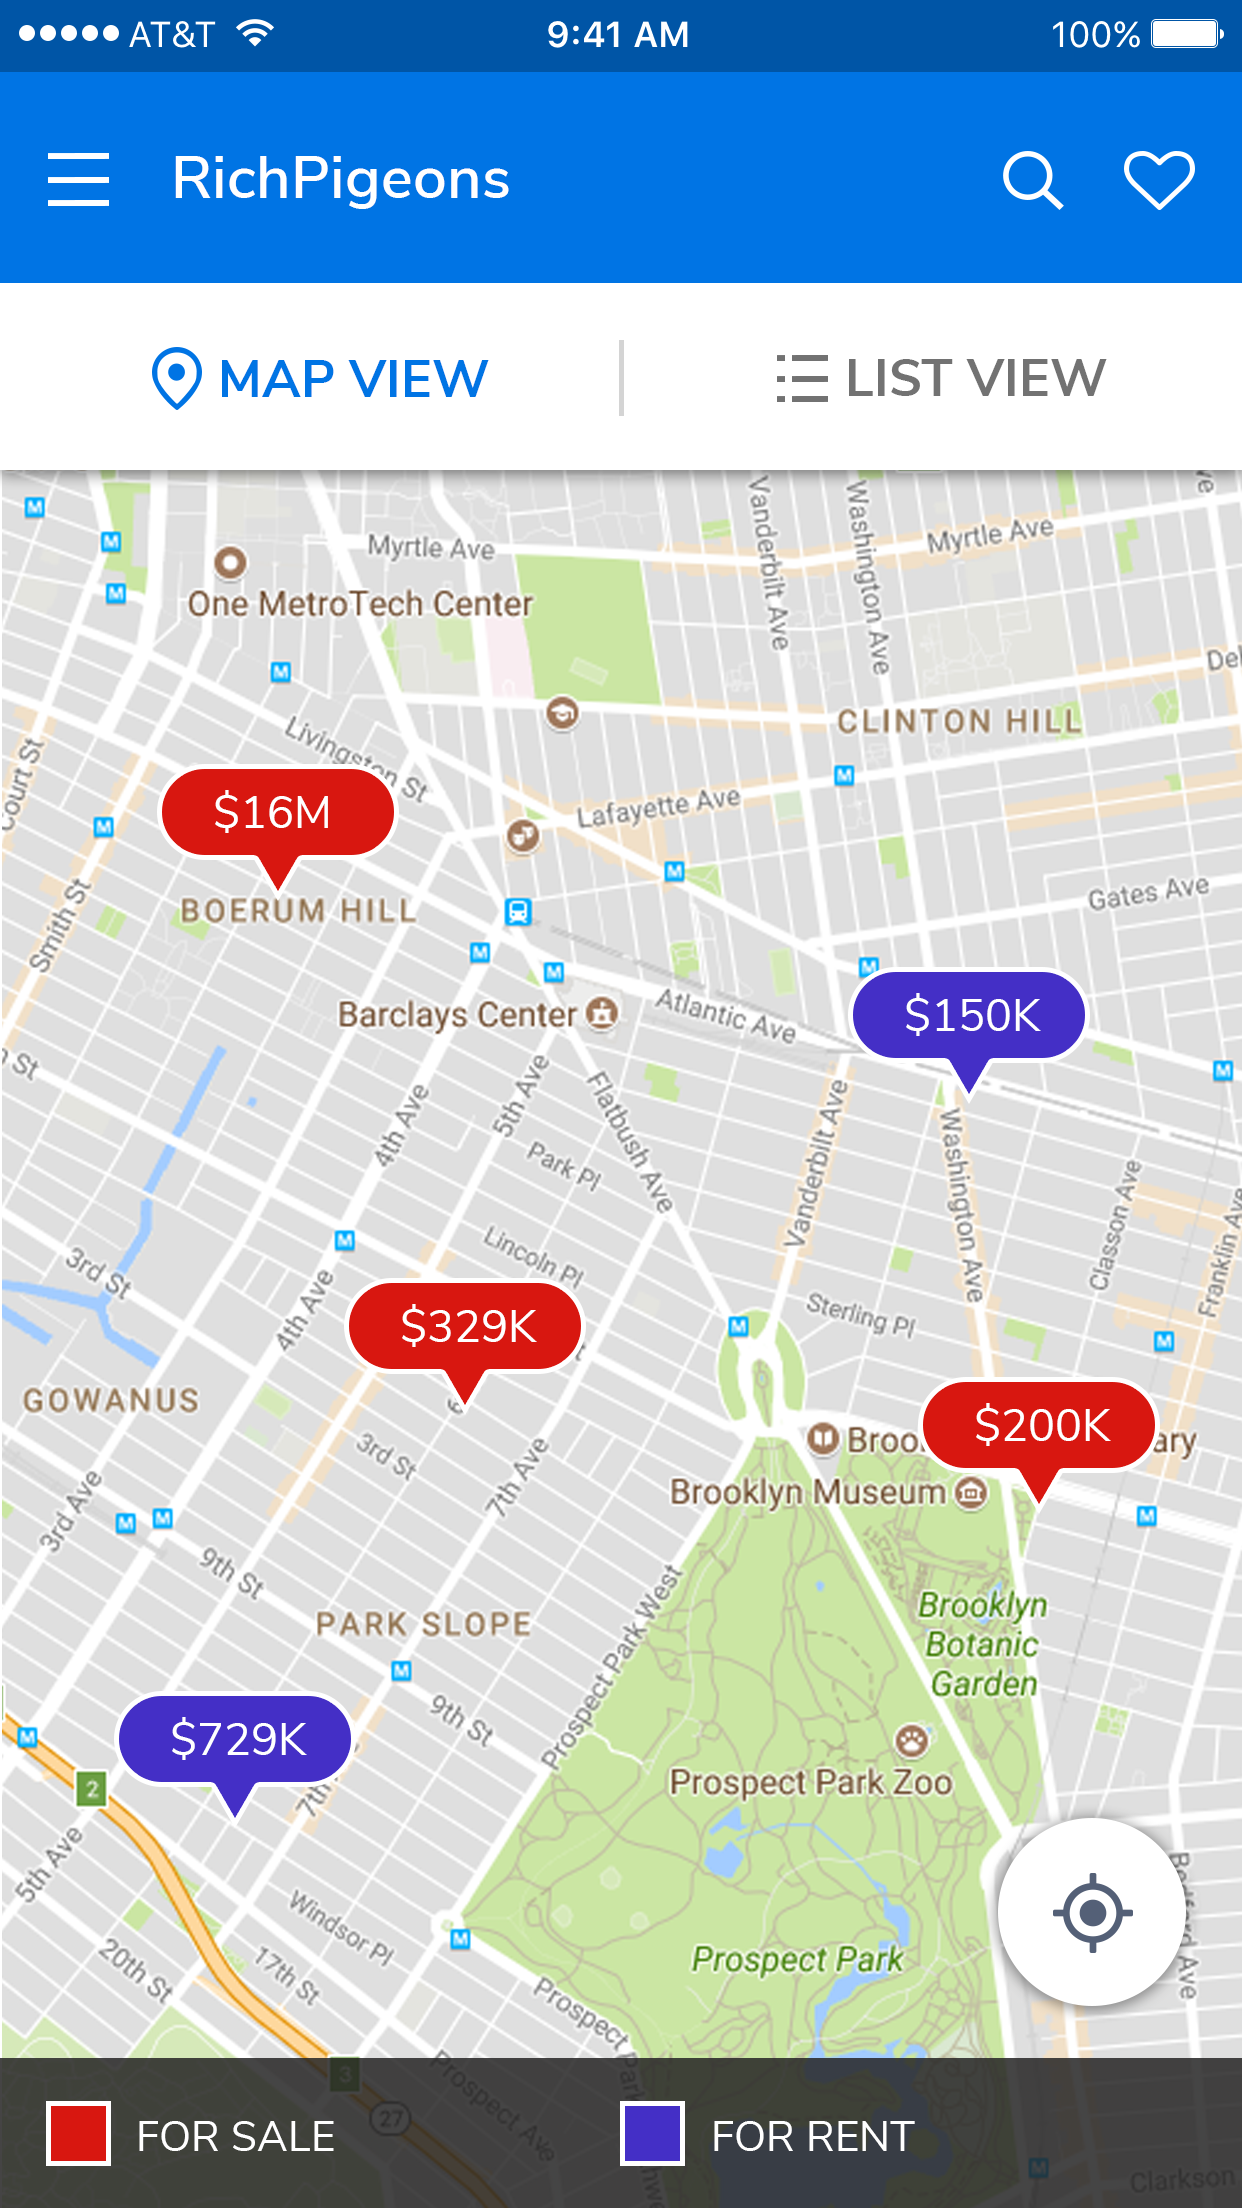 AT&T
9:41 AM
100%
RichPigeons
MAP VIEW
LIST VIEW
M
M
M
Myrtle Ave
Vanderbilt Ave
Washington Ave
Myrtle Ave
One MetroTech Center
M
CLINTON HILL
Livingston St
Court St
M
$16M
Lafayette Ave
M
M
BOERUM HILL
Gates Ave
Smith St
M
M
M
Barclays Center
Atlantic Ave
$150K
M
4th Ave
5th Ave
Flatbush Ave
Park Pl
Vanderbilt Ave
Washington Ave
Classon Ave
Franklin Ave
M
3rd St
Lincoln Pl
4th Ave
$329K
M
Sterling Pl
M
GOWANUS
3rd St
7th Ave
$200K
Brooklyn Museum
M
3rd Ave
M
M
9th St
PARK SLOPE
Prospect Park West
Brooklyn
Botanic
Garden
M
9th St
M
$729K
7th
2
Prospect Park Zoo
5th Ave
Windsor Pl
M
20th St
17th St
Prospect Park
Bedford Ave
Prospect Park
3
27
Prospect Ave
FOR SALE
FOR RENT
M
Clarkson